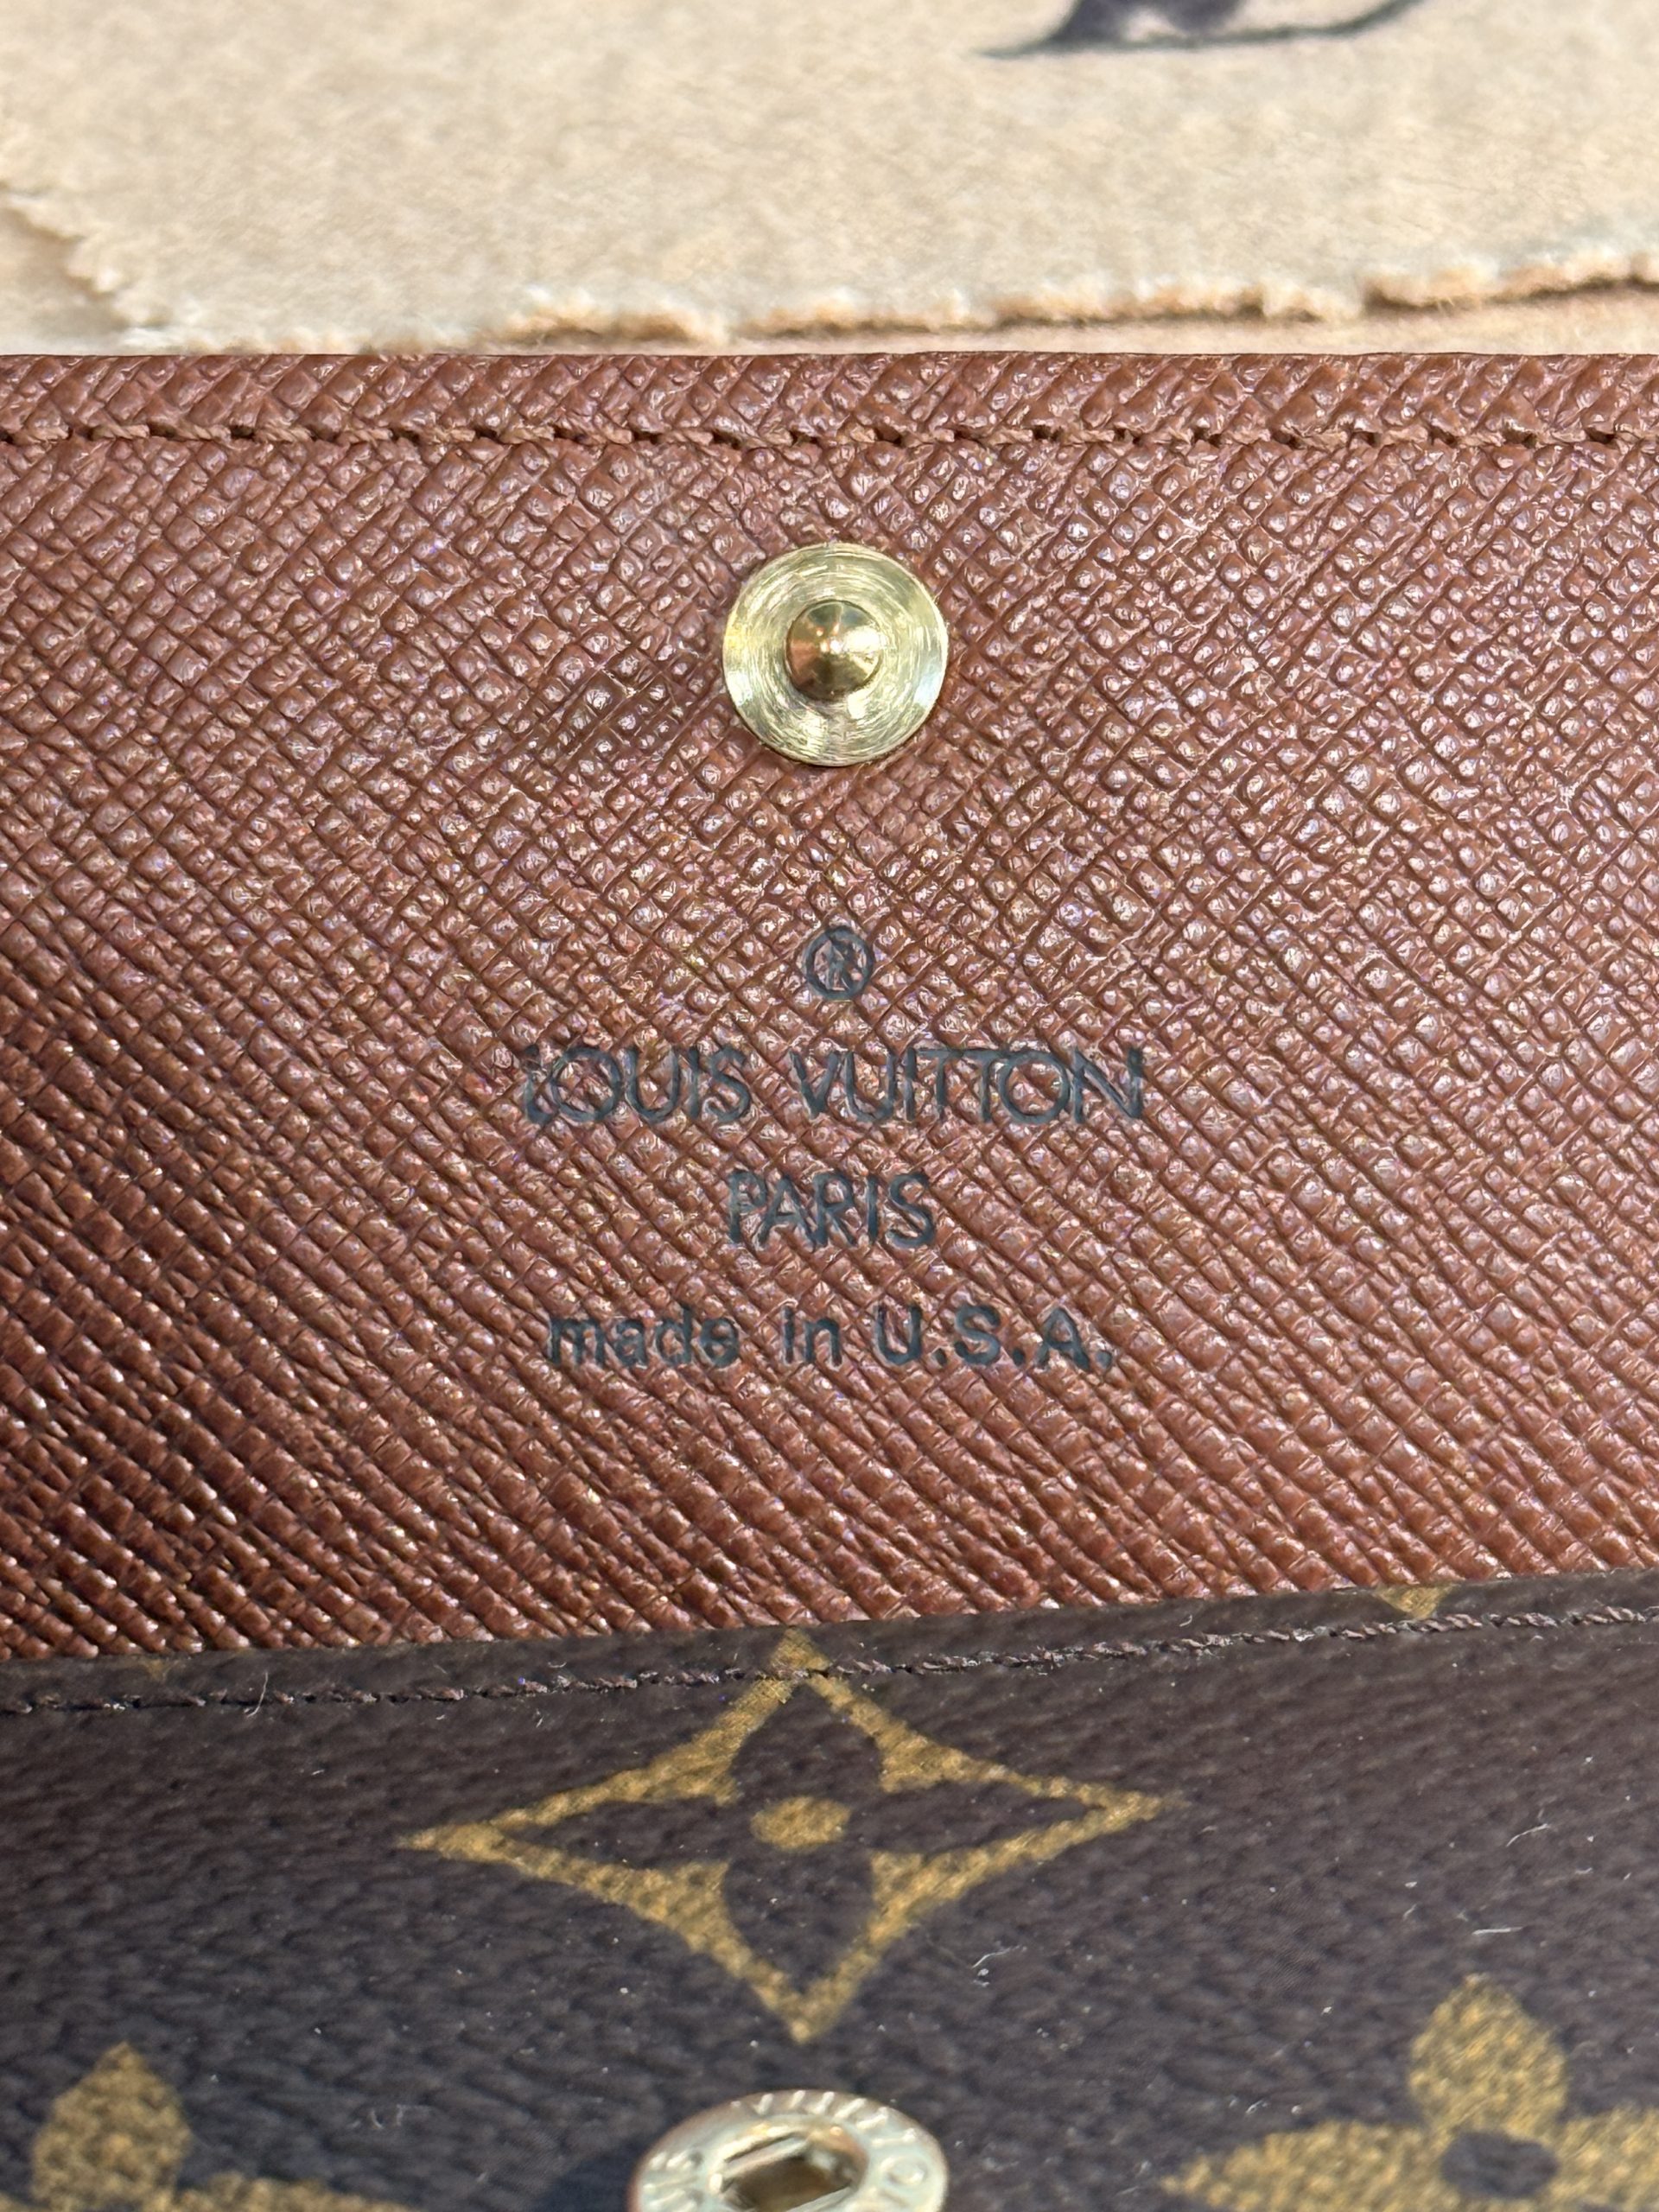 ®
LOUIS VUITTON
PARIS
made in U.S.A.